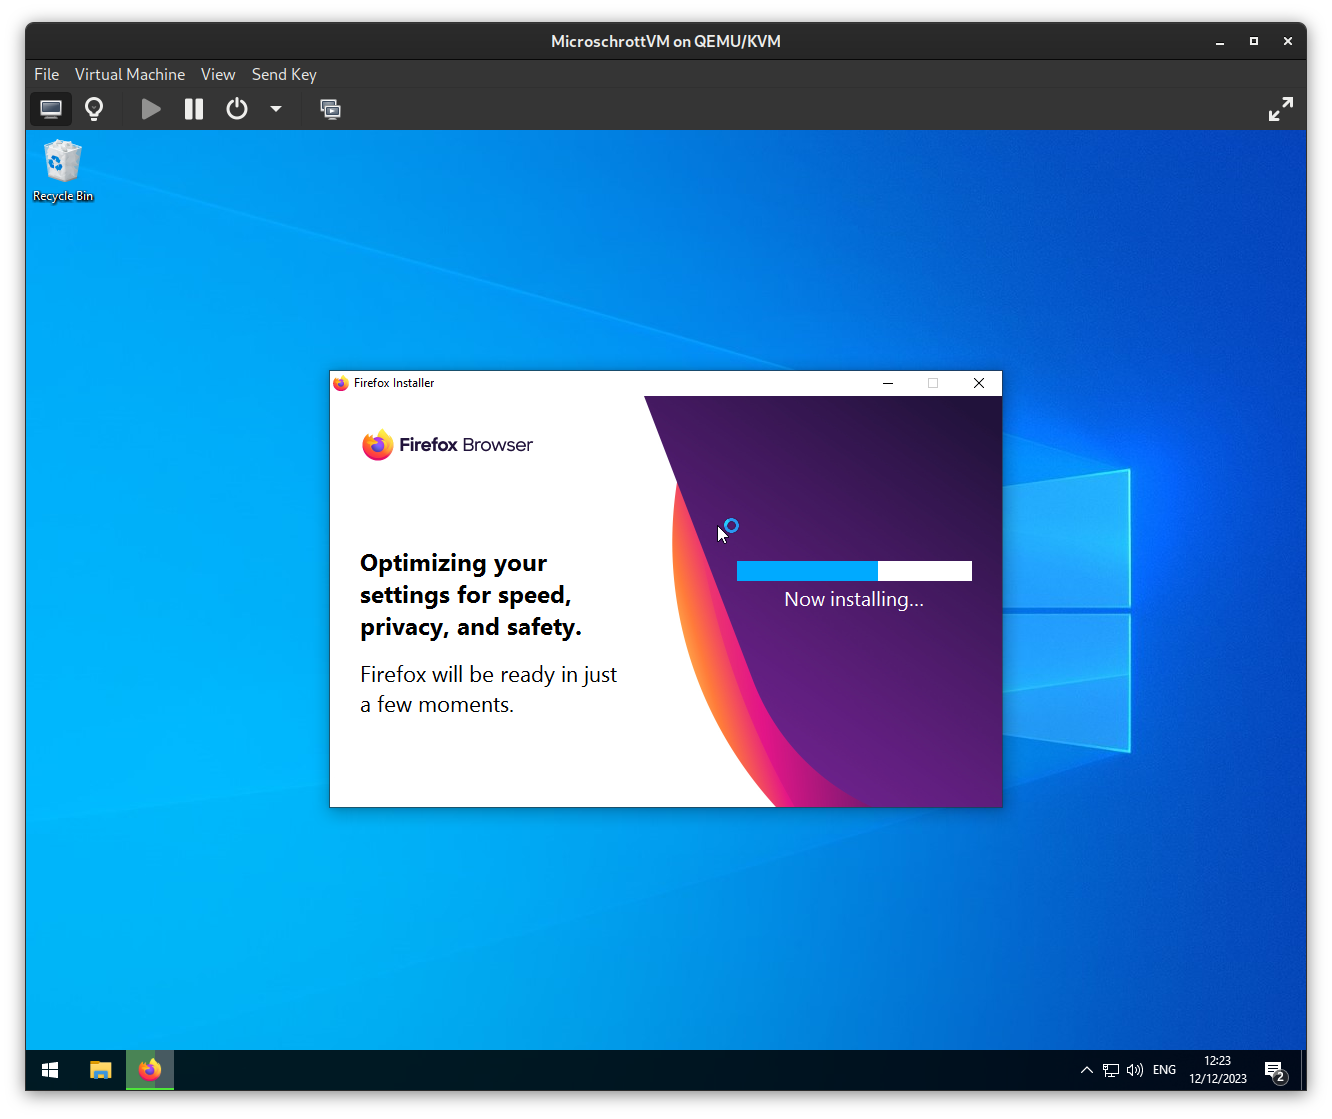 MicroschrottVM on QEMU/KVM
File Virtual Machine View Send Key
Recycle Bin
Firefox Installer
Firefox Browser
Optimizing your
settings for speed,
privacy, and safety.
Firefox will be ready in just
a few moments.
Now installing...
ENG
12:23
12/12/2023
2